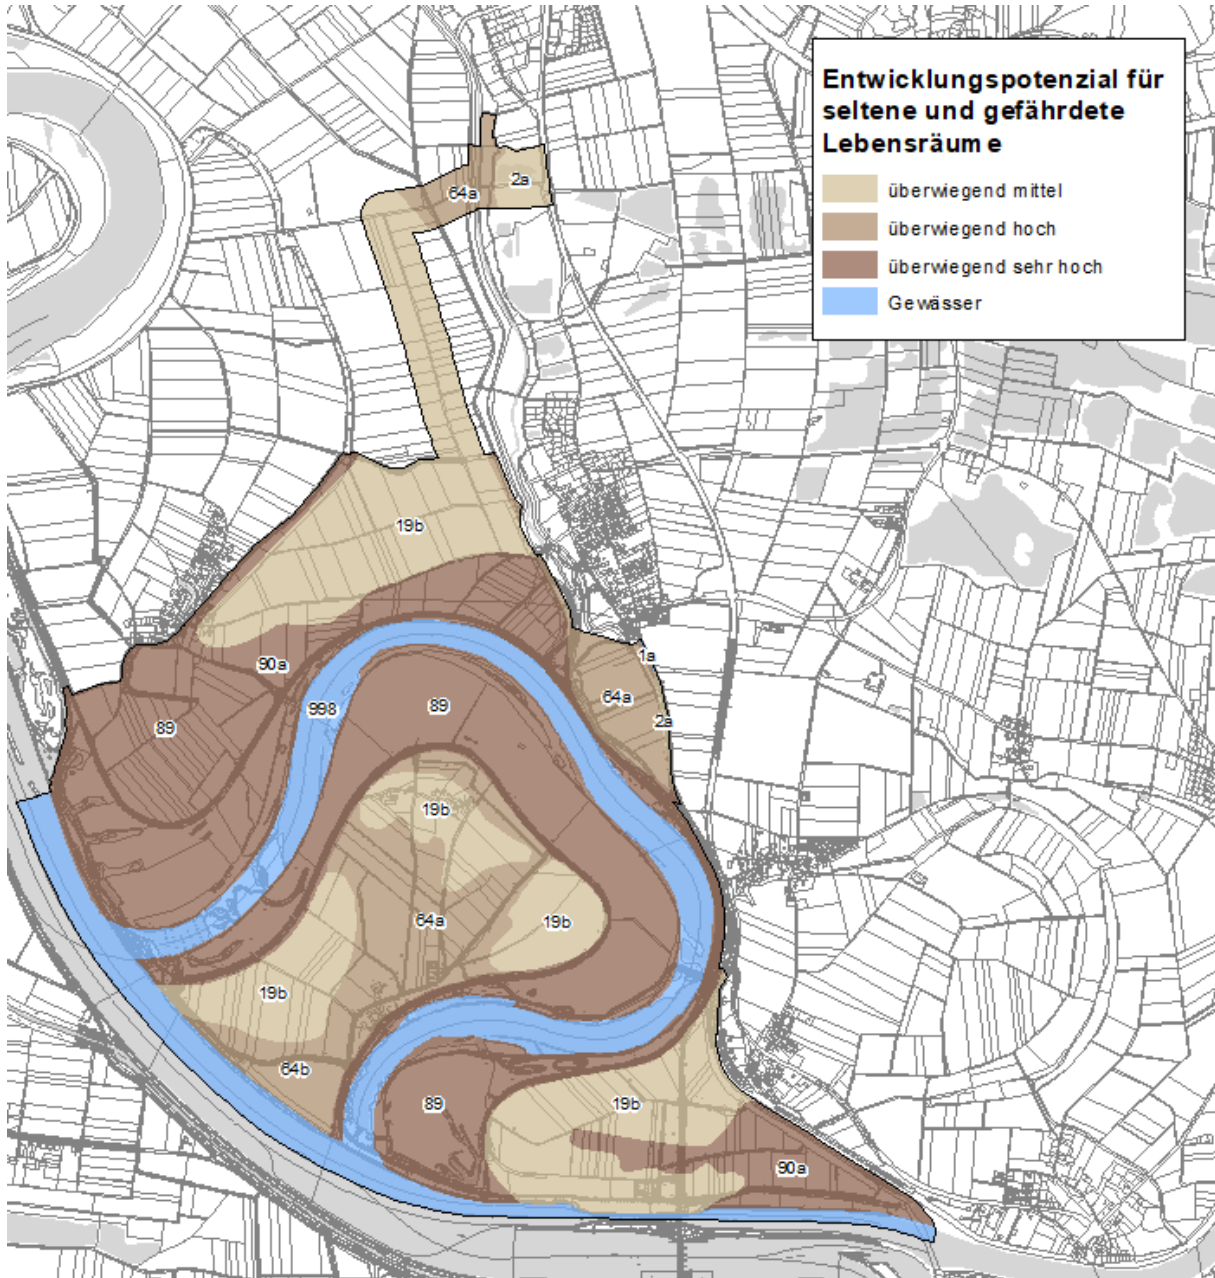 Entwicklungspotenzial für
seltene und gefährdete
Lebensräume
überwiegend mittel
überwiegend hoch
überwiegend sehr hoch
Gewässer
2a
64a
19b
1a
90a
64a
998
89
2a
89
19b
64a
19b
19b
64b
89
19b
90a